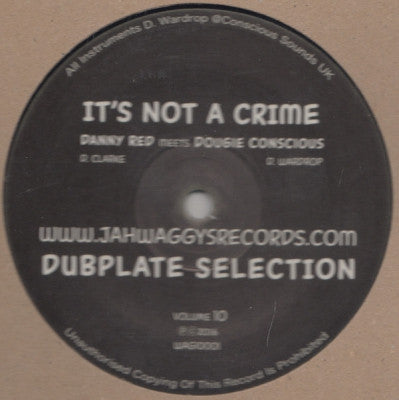 All Instruments D. Wardrop @Conscious Sounds UK
IT'S NOT A CRIME
DANNY RED MEETS DOUGIE CONSCIOUS
D. CLARKE D. WARDROP
WWW.JAHWAGGYSRECORDS.COM
DUBPLATE SELECTION
VOLUME 10
Unauthorised Copying Of This Record Is Prohibited